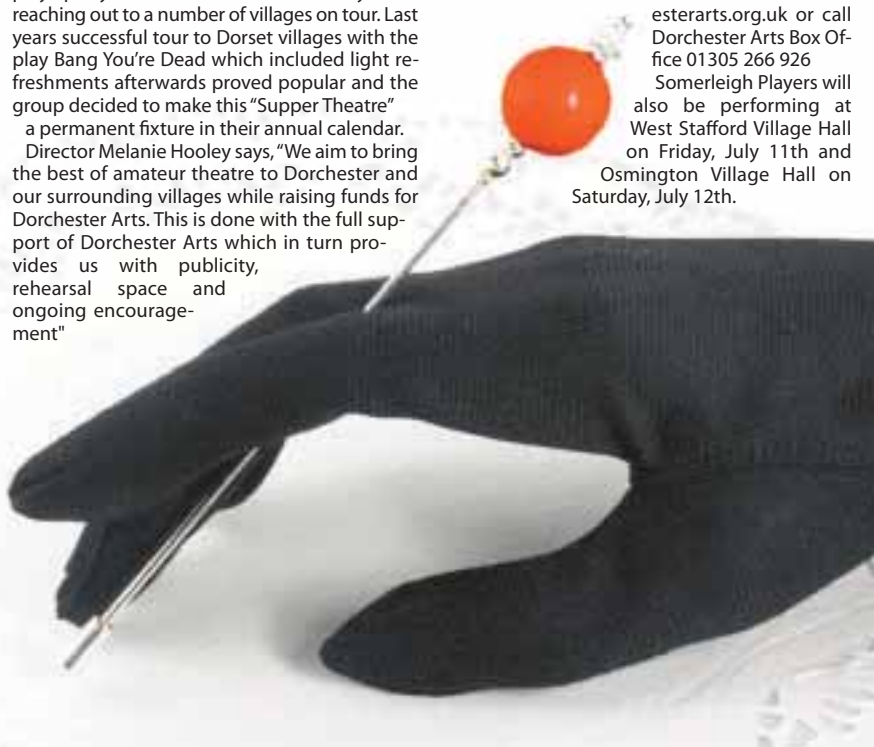 reaching out to a number of villages on tour. Last
years successful tour to Dorset villages with the
play Bang You're Dead which included light re-
freshments afterwards proved popular and the
group decided to make this “Supper Theatre”
a permanent fixture in their annual calendar.
Director Melanie Hooley says, “We aim to bring
the best of amateur theatre to Dorchester and
our surrounding villages while raising funds for
Dorchester Arts. This is done with the full sup-
port of Dorchester Arts which in turn pro-
vides us with publicity,
rehearsal space and
ongoing encourage-
ment"
esterarts.org.uk or call
Dorchester Arts Box Of-
fice 01305 266 926
Somerleigh Players will
also be performing at
West Stafford Village Hall
on Friday, July 11th and
Osmington Village Hall on
Saturday, July 12th.